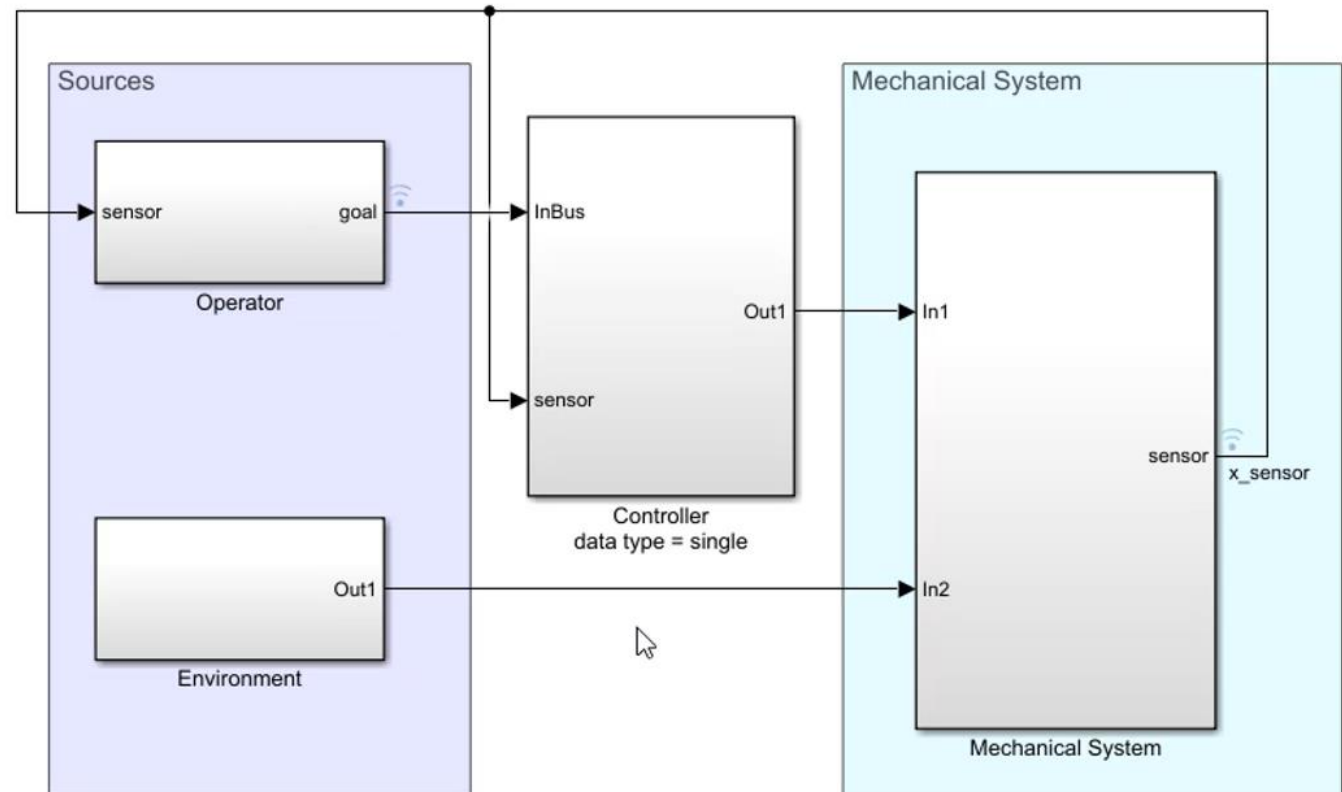 Sources
Mechanical System
sensor
goal
InBus
Operator
Out1
In1
sensor
sensor
x_sensor
Controller
data type = single
Out1
In2
Environment
Mechanical System